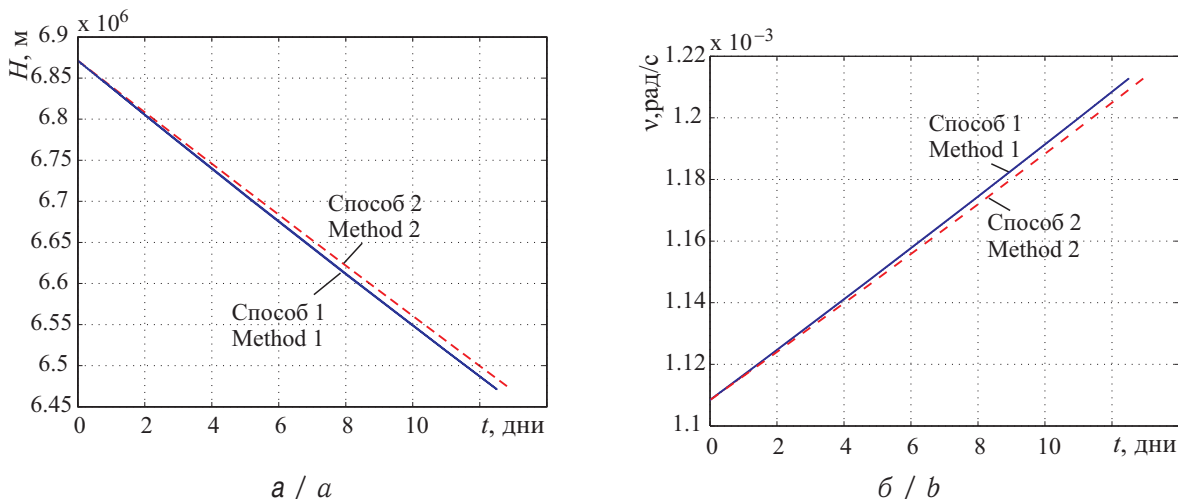 x 10⁶
H, м
6.9
6.85
6.8
6.75
6.7
6.65
6.6
6.55
6.5
6.45
0
2
4
6
8
10
t, дни
Способ 2
Method 2
Способ 1
Method 1
а / a
x 10⁻³
ν,рад/с
1.22
1.2
1.18
1.16
1.14
1.12
1.1
0
2
4
6
8
10
t, дни
Способ 1
Method 1
Способ 2
Method 2
б / b